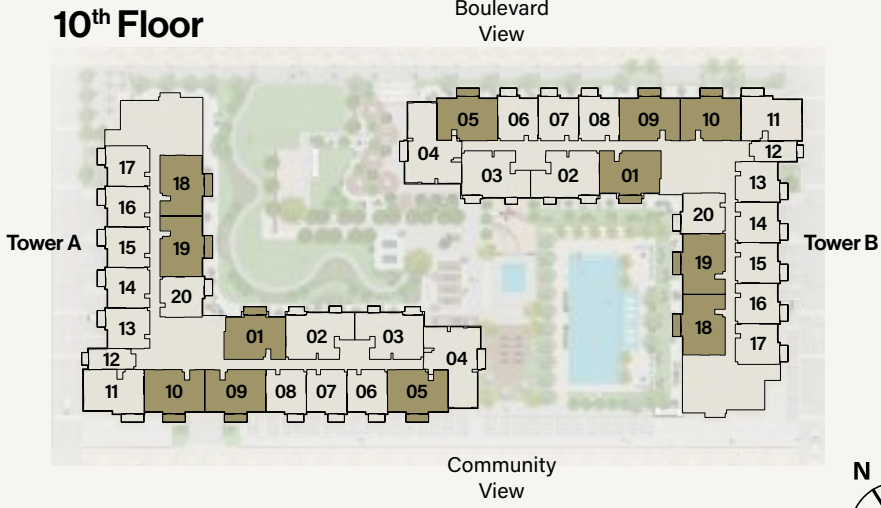 Boulevard
View
10th Floor
05 06 07 08 09 10 11
04
12
03 02 01
17
13
18
16
20
14
Tower A
15
19
Tower B
19
15
14
20
16
13
18
17
01 02 03
12
04
11 10 09 08 07 06 05
Community
View
N